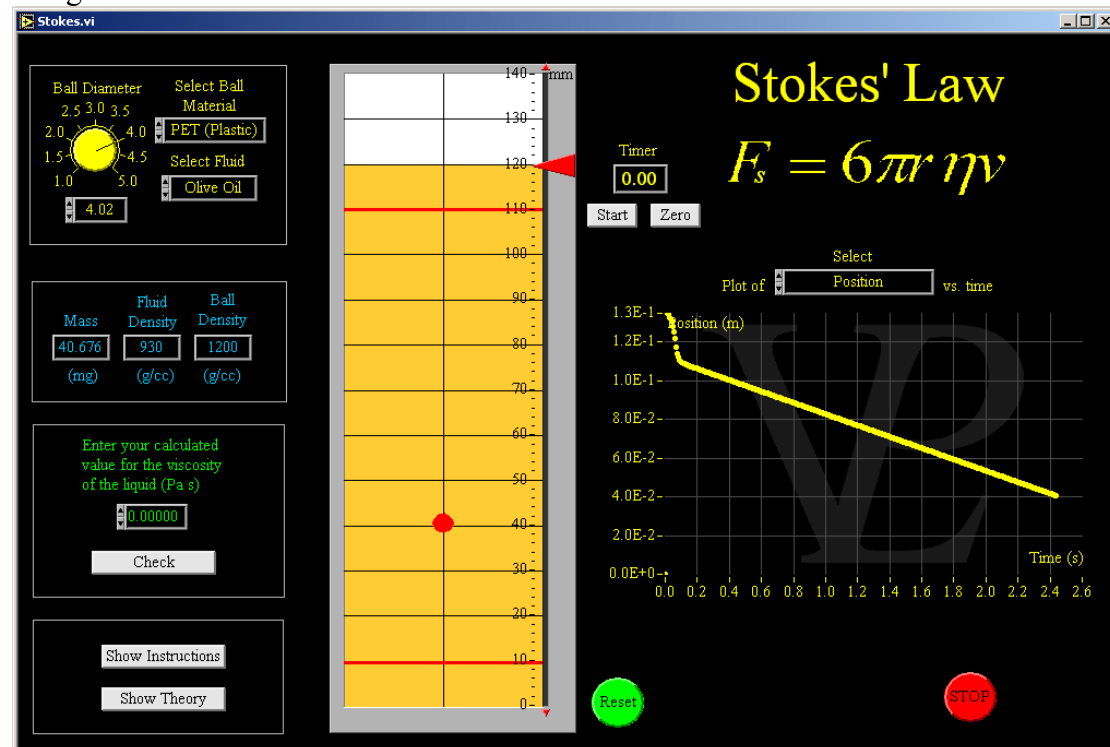 Stokes.vi
Ball Diameter
2.5 3.0 3.5
2.0 4.0
1.5 4.5
1.0 5.0
4.02
Select Ball
Material
PET (Plastic)
Select Fluid
Olive Oil
Mass
40.676
(mg)
Fluid
Density
930
(g/cc)
Ball
Density
1200
(g/cc)
Enter your calculated
value for the viscosity
of the liquid (Pa s)
0.00000
Check
Show Instructions
Show Theory
140 mm
130
120
110
100
90
80
70
60
50
40
30
20
10
0
Timer
0.00
Start Zero
Stokes' Law
Fs = 6πr ηv
Select
Plot of Position vs. time
Position (m)
1.3E-1
1.2E-1
1.0E-1
8.0E-2
6.0E-2
4.0E-2
2.0E-2
0.0E+0
Time (s)
0.0 0.2 0.4 0.6 0.8 1.0 1.2 1.4 1.6 1.8 2.0 2.2 2.4 2.6
Reset
STOP